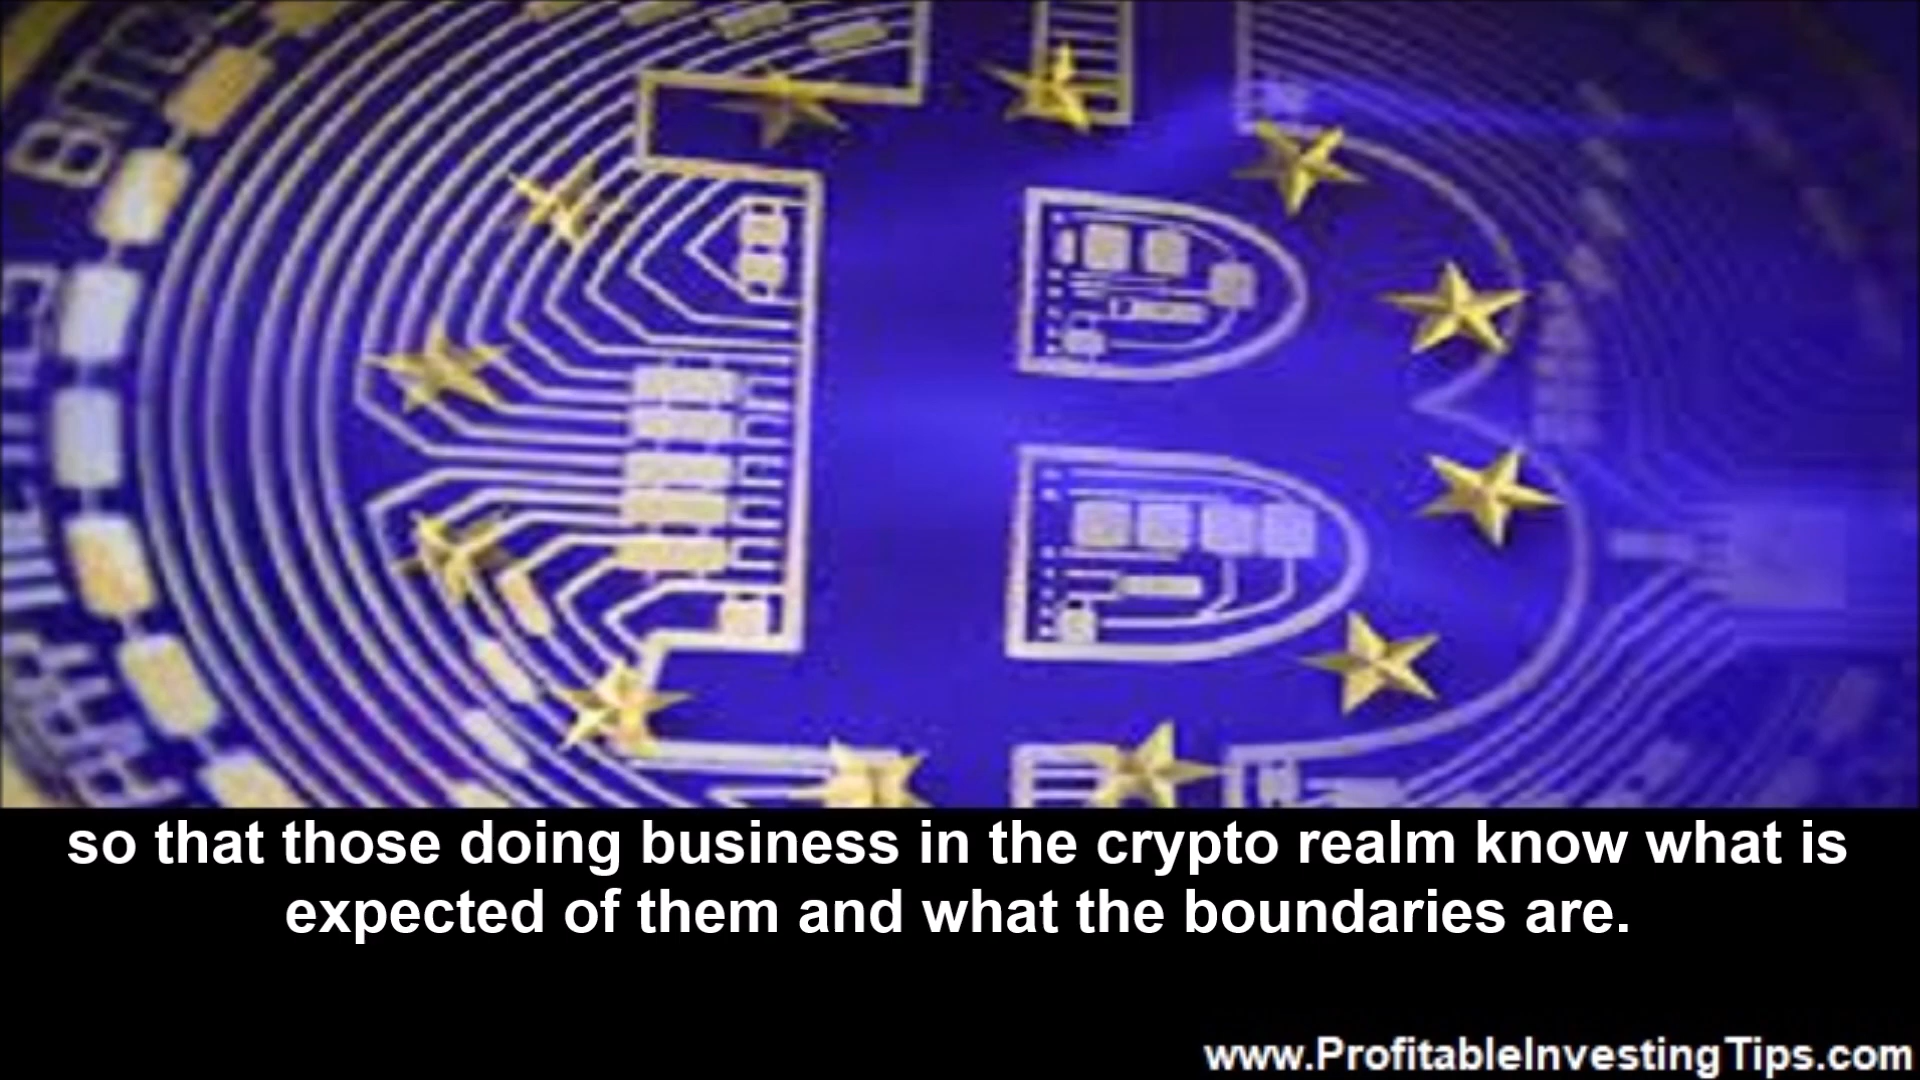 BITCO
so that those doing business in the crypto realm know what is
expected of them and what the boundaries are.
www.ProfitableInvestingTips.com